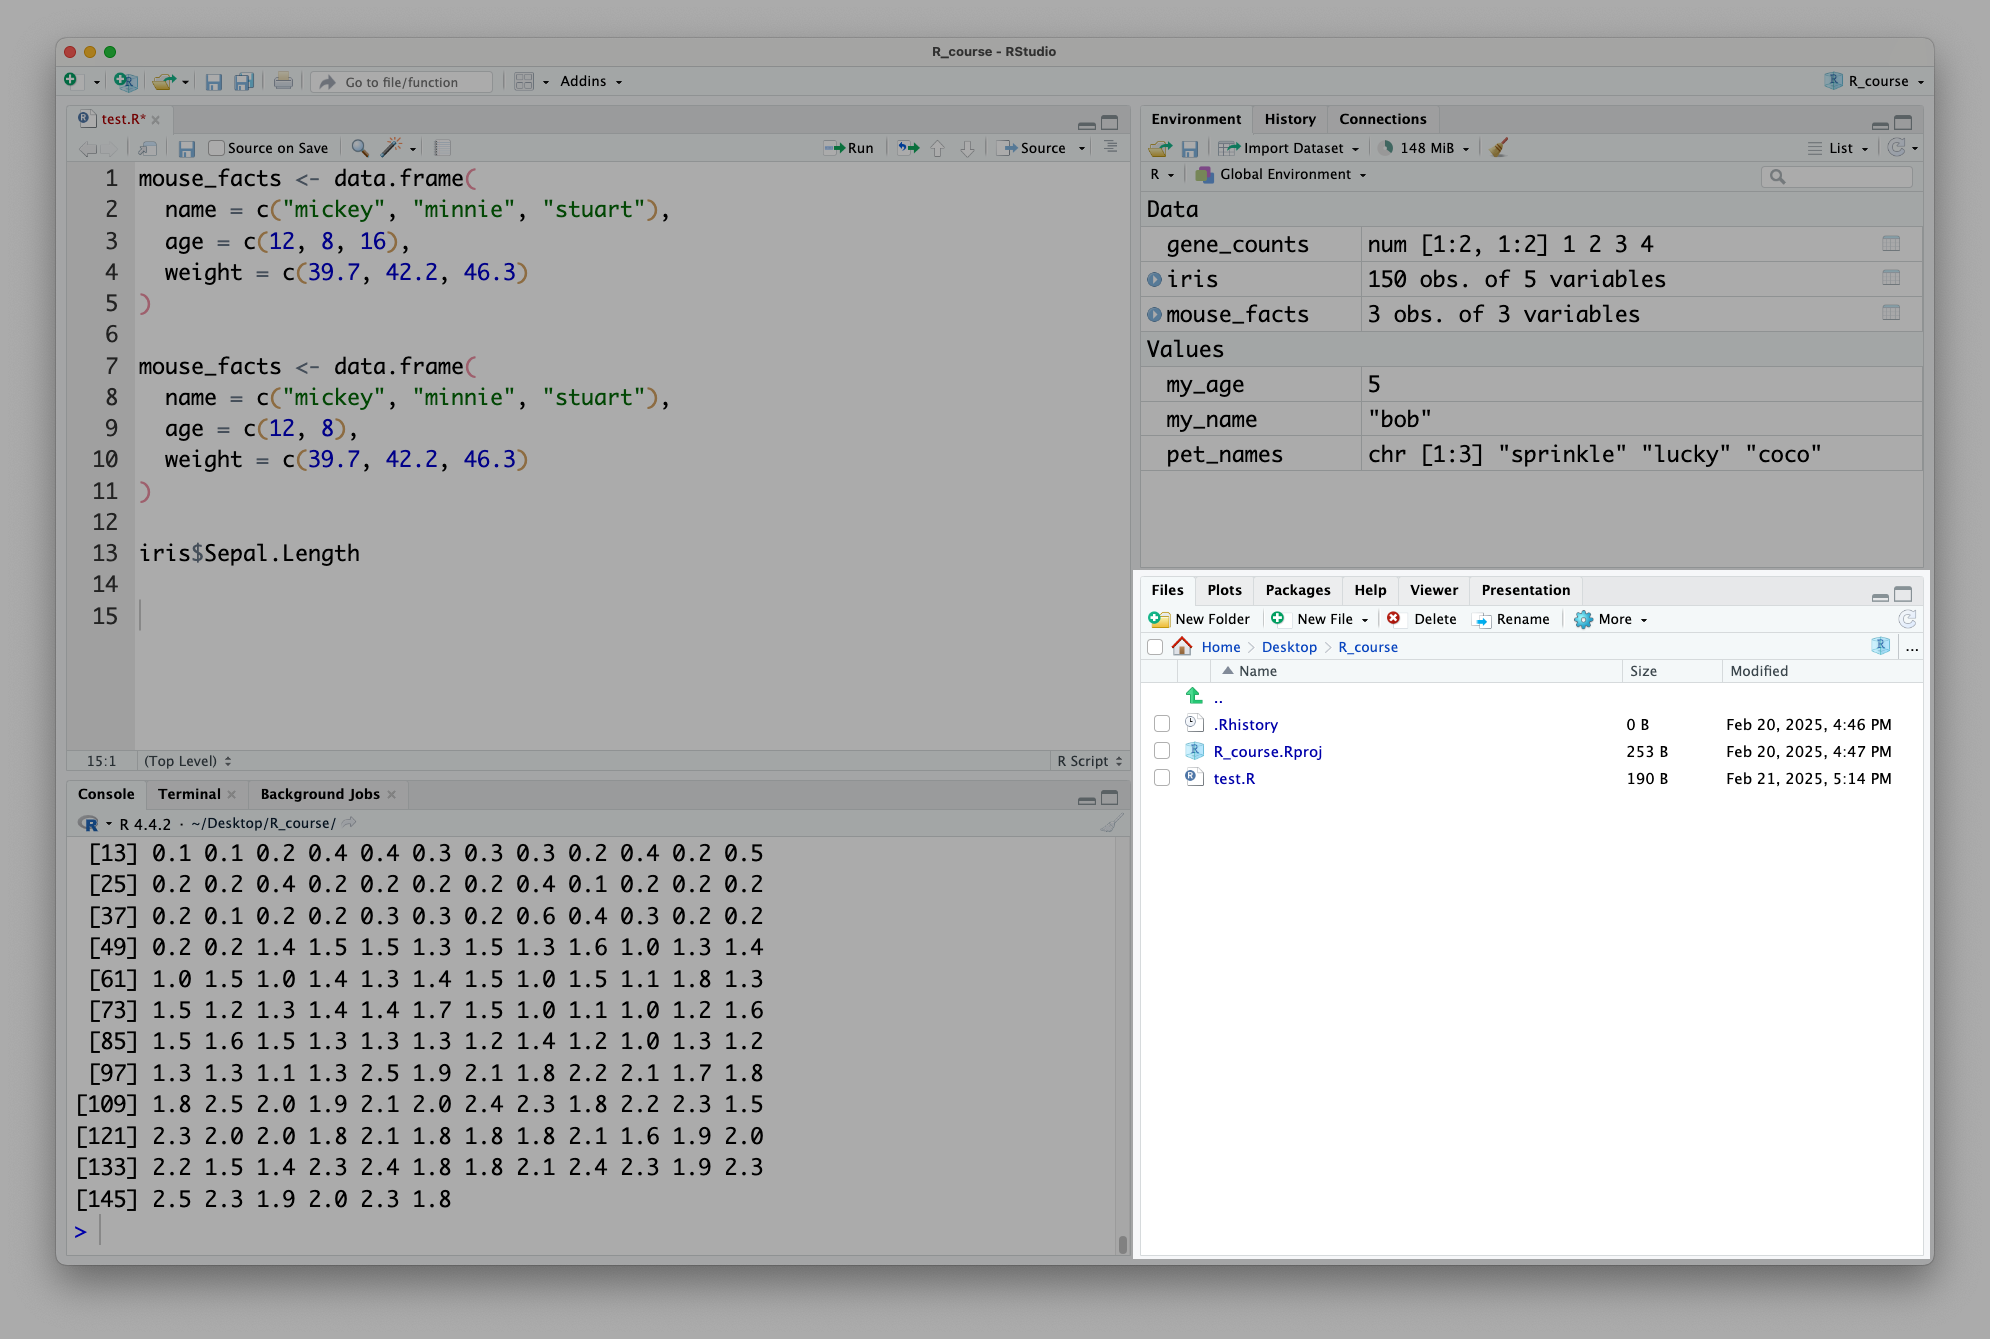 R_course - RStudio
Go to file/function
Addins
R_course
test.R*
Source on Save
Run
Source
1 mouse_facts <- data.frame(
2   name = c("mickey", "minnie", "stuart"),
3   age = c(12, 8, 16),
4   weight = c(39.7, 42.2, 46.3)
5 )
6
7 mouse_facts <- data.frame(
8   name = c("mickey", "minnie", "stuart"),
9   age = c(12, 8),
10   weight = c(39.7, 42.2, 46.3)
11 )
12
13 iris$Sepal.Length
14
15
15:1 (Top Level) R Script
Console Terminal Background Jobs
R 4.4.2 · ~/Desktop/R_course/
[13] 0.1 0.1 0.2 0.4 0.4 0.3 0.3 0.3 0.2 0.4 0.2 0.5
[25] 0.2 0.2 0.4 0.2 0.2 0.2 0.2 0.4 0.1 0.2 0.2 0.2
[37] 0.2 0.1 0.2 0.2 0.3 0.3 0.2 0.6 0.4 0.3 0.2 0.2
[49] 0.2 0.2 1.4 1.5 1.5 1.3 1.5 1.3 1.6 1.0 1.3 1.4
[61] 1.0 1.5 1.0 1.4 1.3 1.4 1.5 1.0 1.5 1.1 1.8 1.3
[73] 1.5 1.2 1.3 1.4 1.4 1.7 1.5 1.0 1.1 1.0 1.2 1.6
[85] 1.5 1.6 1.5 1.3 1.3 1.3 1.2 1.4 1.2 1.0 1.3 1.2
[97] 1.3 1.3 1.1 1.3 2.5 1.9 2.1 1.8 2.2 2.1 1.7 1.8
[109] 1.8 2.5 2.0 1.9 2.1 2.0 2.4 2.3 1.8 2.2 2.3 1.5
[121] 2.3 2.0 2.0 1.8 2.1 1.8 1.8 1.8 2.1 1.6 1.9 2.0
[133] 2.2 1.5 1.4 2.3 2.4 1.8 1.8 2.1 2.4 2.3 1.9 2.3
[145] 2.5 2.3 1.9 2.0 2.3 1.8
>
Environment History Connections
Import Dataset 148 MiB List
R Global Environment
Data
gene_counts num [1:2, 1:2] 1 2 3 4
iris 150 obs. of 5 variables
mouse_facts 3 obs. of 3 variables
Values
my_age 5
my_name "bob"
pet_names chr [1:3] "sprinkle" "lucky" "coco"
Files Plots Packages Help Viewer Presentation
New Folder New File Delete Rename More
Home Desktop R_course ...
Name Size Modified
..
.Rhistory 0 B Feb 20, 2025, 4:46 PM
R_course.Rproj 253 B Feb 20, 2025, 4:47 PM
test.R 190 B Feb 21, 2025, 5:14 PM